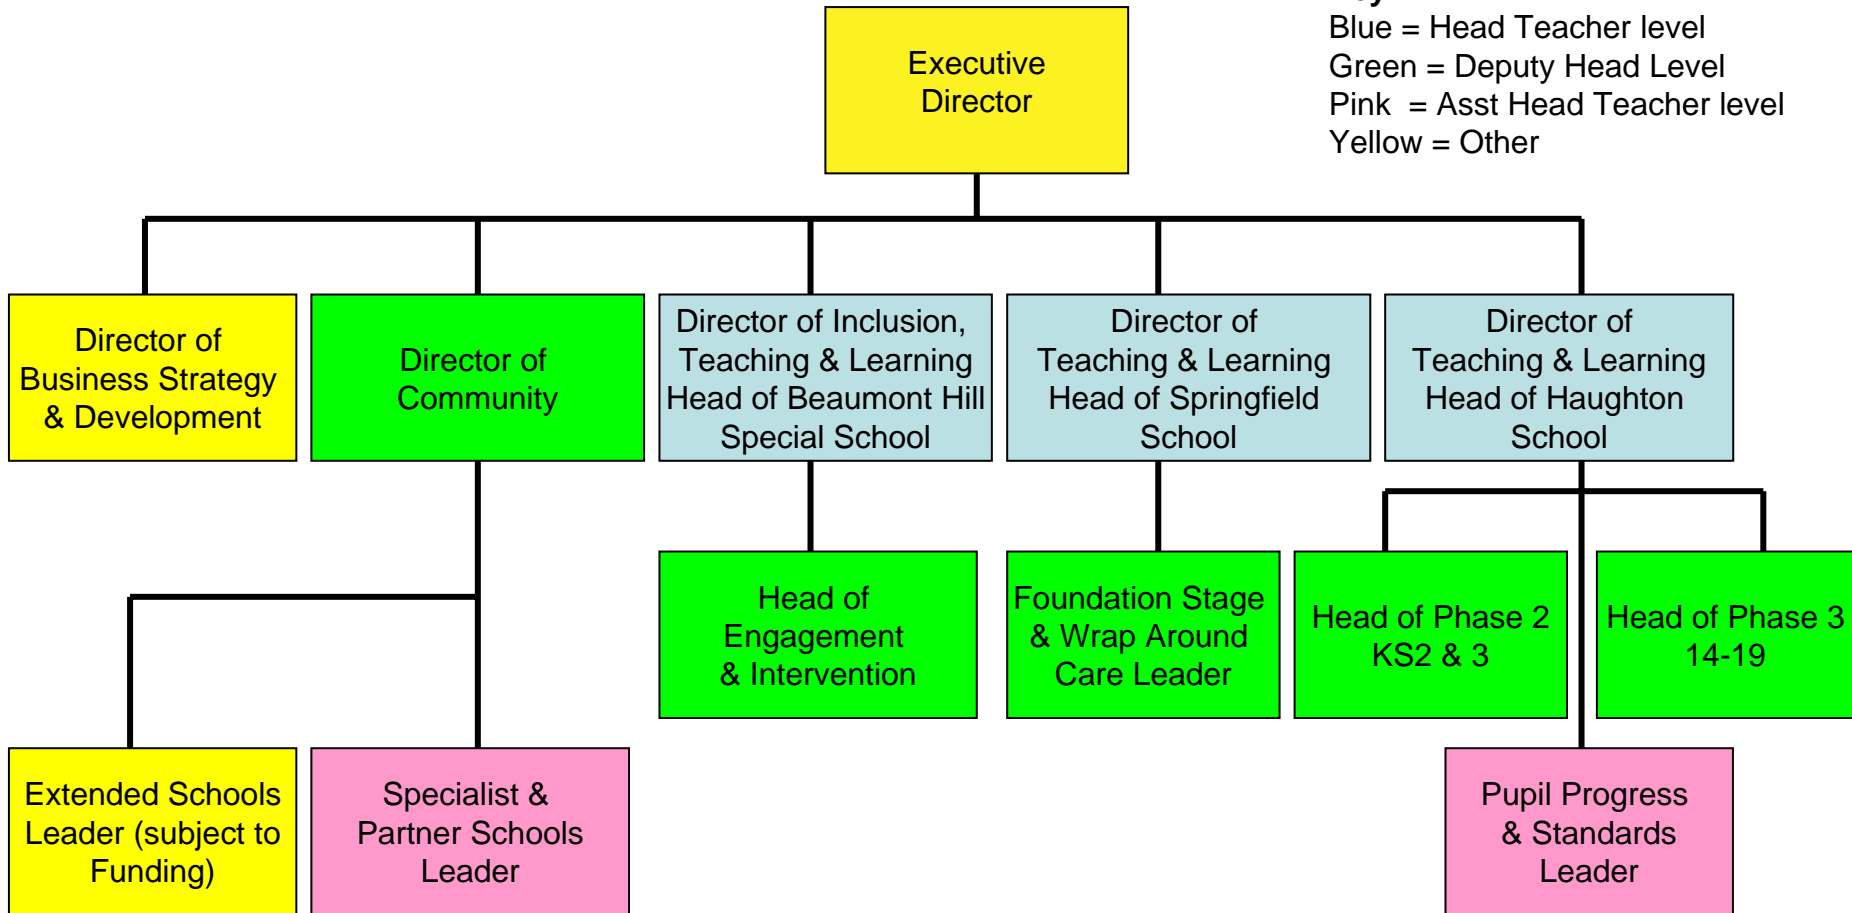 Blue = Head Teacher level
Green = Deputy Head Level
Pink = Asst Head Teacher level
Yellow = Other
Executive
Director
Director of
Business Strategy
& Development
Director of
Community
Director of Inclusion,
Teaching & Learning
Head of Beaumont Hill
Special School
Director of
Teaching & Learning
Head of Springfield
School
Director of
Teaching & Learning
Head of Haughton
School
Head of
Engagement
& Intervention
Foundation Stage
& Wrap Around
Care Leader
Head of Phase 2
KS2 & 3
Head of Phase 3
14-19
Extended Schools
Leader (subject to
Funding)
Specialist &
Partner Schools
Leader
Pupil Progress
& Standards
Leader